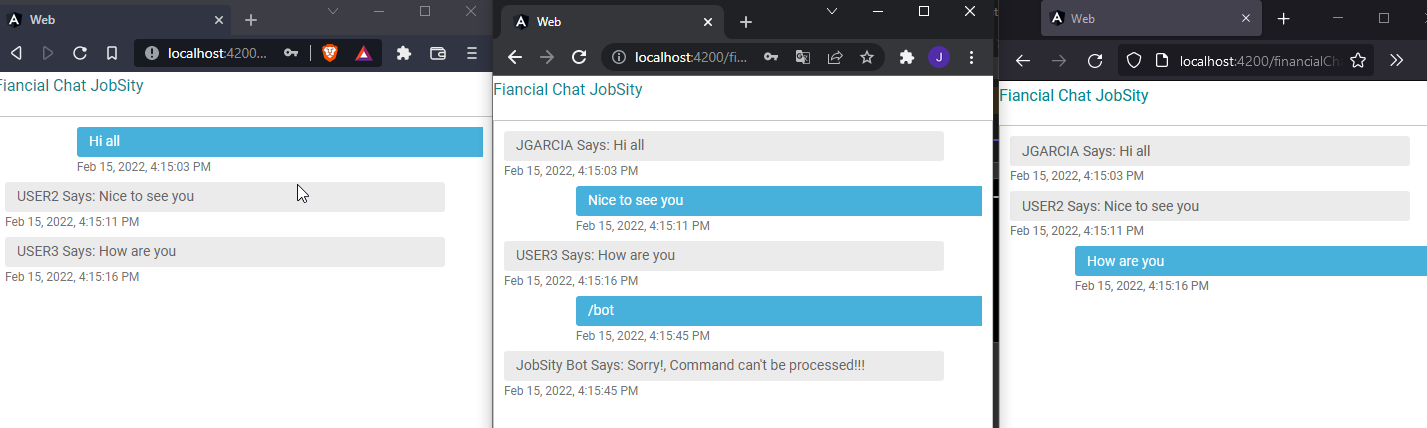 Web
localhost:4200...
Fiancial Chat JobSity
Hi all
Feb 15, 2022, 4:15:03 PM
USER2 Says: Nice to see you
Feb 15, 2022, 4:15:11 PM
USER3 Says: How are you
Feb 15, 2022, 4:15:16 PM
Web
localhost:4200/fi...
J
Fiancial Chat JobSity
JGARCIA Says: Hi all
Feb 15, 2022, 4:15:03 PM
Nice to see you
Feb 15, 2022, 4:15:11 PM
USER3 Says: How are you
Feb 15, 2022, 4:15:16 PM
/bot
Feb 15, 2022, 4:15:45 PM
JobSity Bot Says: Sorry!, Command can't be processed!!!
Feb 15, 2022, 4:15:45 PM
Web
localhost:4200/financialCh
Fiancial Chat JobSity
JGARCIA Says: Hi all
Feb 15, 2022, 4:15:03 PM
USER2 Says: Nice to see you
Feb 15, 2022, 4:15:11 PM
How are you
Feb 15, 2022, 4:15:16 PM